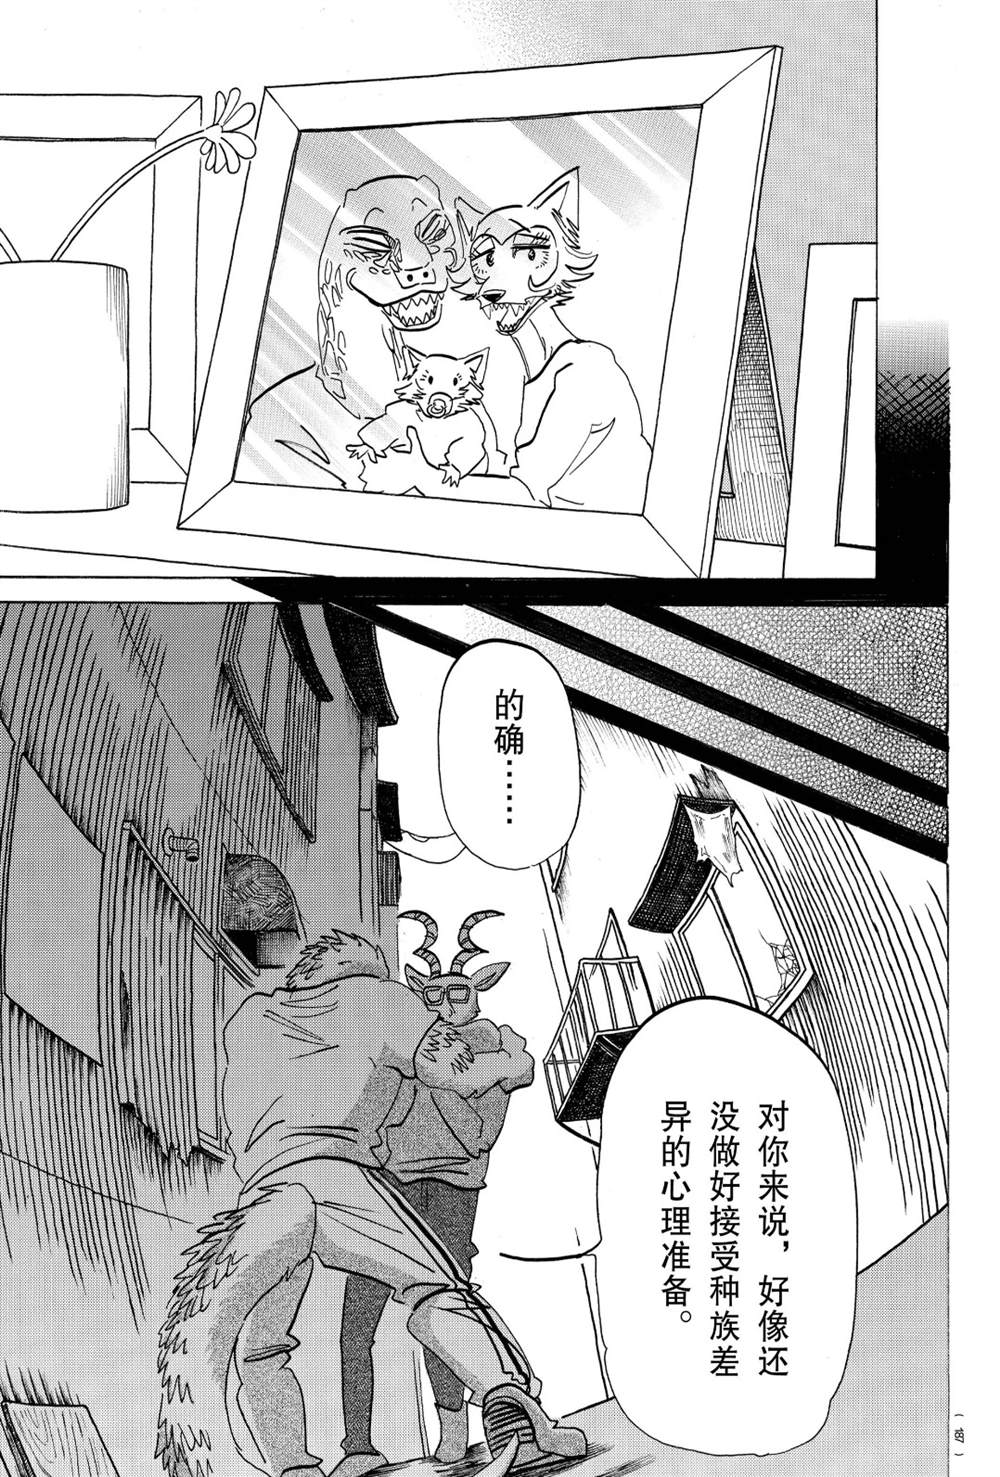 的确……
对你来说，好像还
没做好接受种族差
异的心理准备。